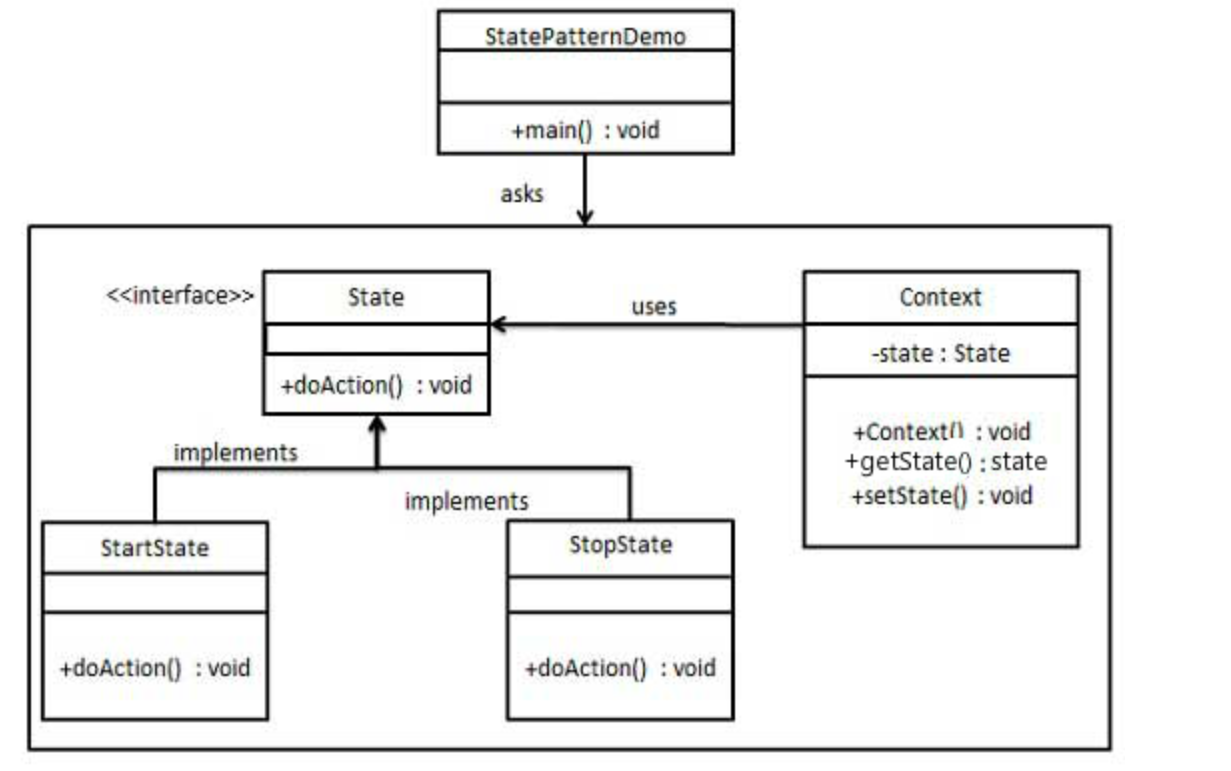 StatePatternDemo
+main() : void
asks
<<interface>>
State
+doAction() : void
uses
Context
-state : State
+Context() : void
+getState() : state
+setState() : void
implements
implements
StartState
+doAction() : void
StopState
+doAction() : void